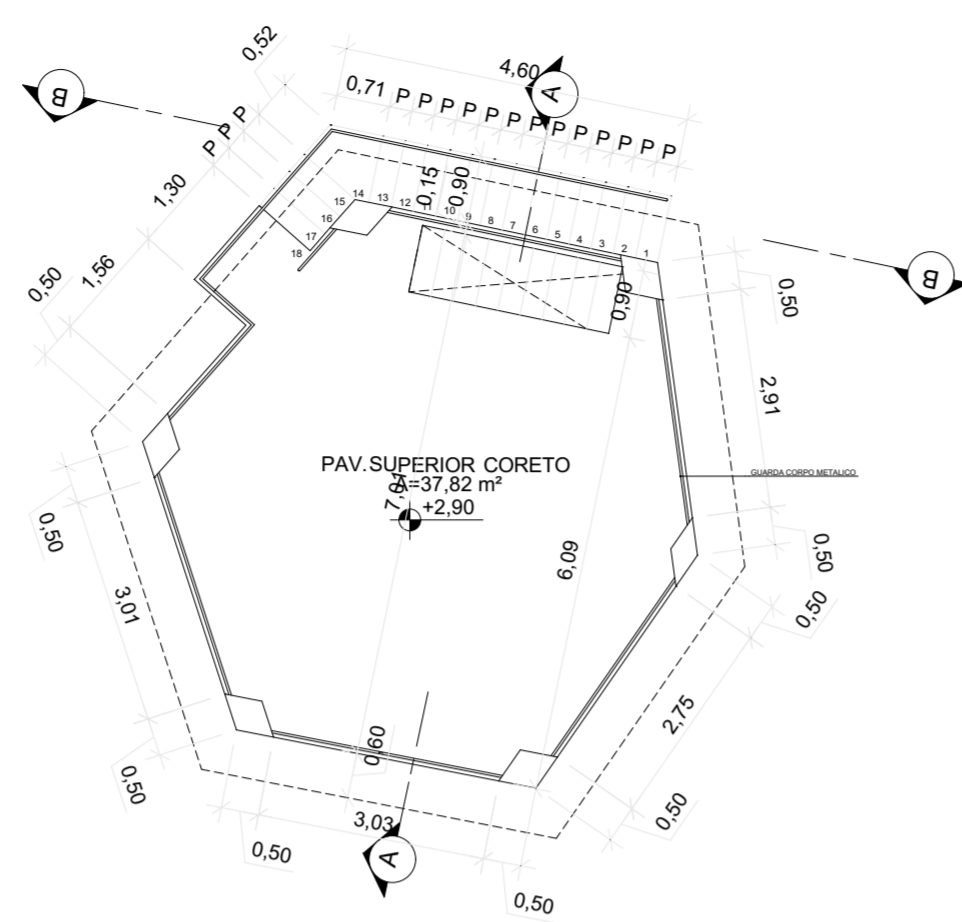 0,52
4,60
0,71
P P P P P P P P P P P P P
P P P
A
B
B
1,30
0,15
0,90
18 17 16 15 14 13 12 11 10 9 8 7 6 5 4 3 2 1
1,56
0,50
0,90
0,50
2,91
PAV.SUPERIOR CORETO
A=37,82 m²
+2,90
7,01
GUARDA CORPO METALICO
0,50
3,01
6,09
0,50
0,50
2,75
0,50
0,60
3,03
0,50
A
0,50
0,50